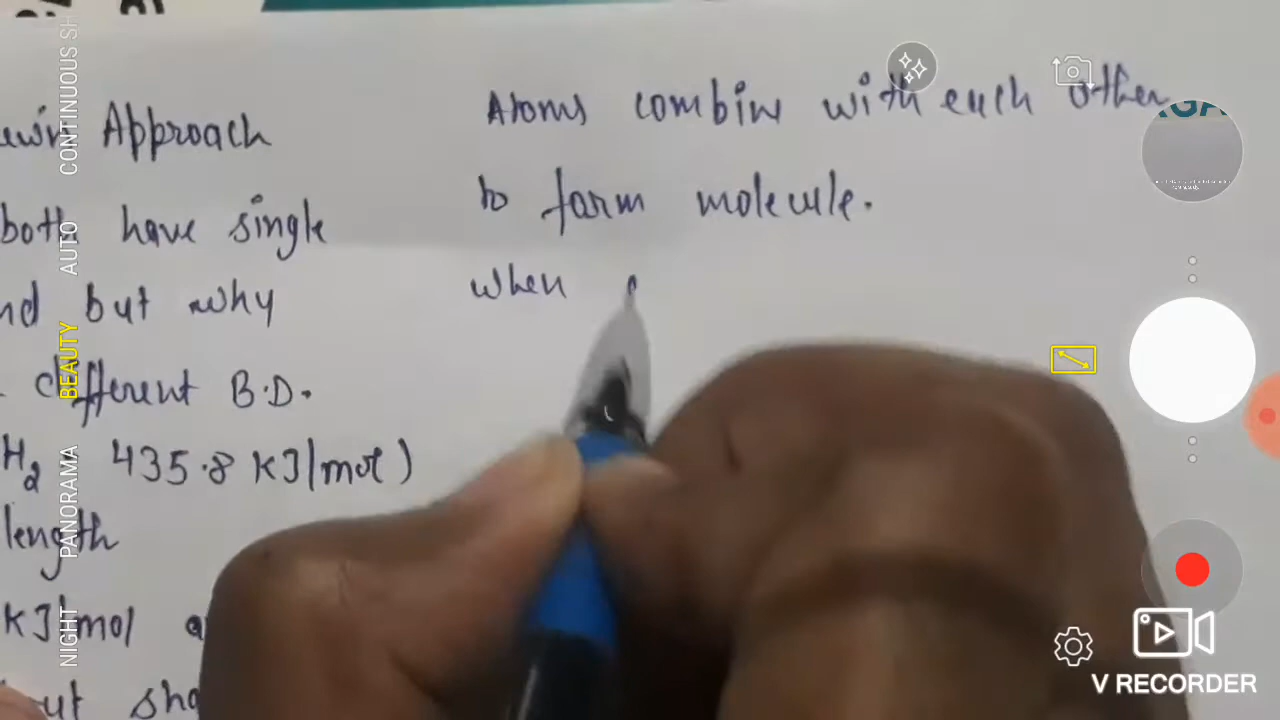 Approach
both have single
but why
different B.D.
H2 435.8 KJ/mol)
length
KJ/mol
Atoms combine with each other
to form molecule.
when
CONTINUOUS SH
AUTO
BEAUTY
PANORAMA
NIGHT
V RECORDER